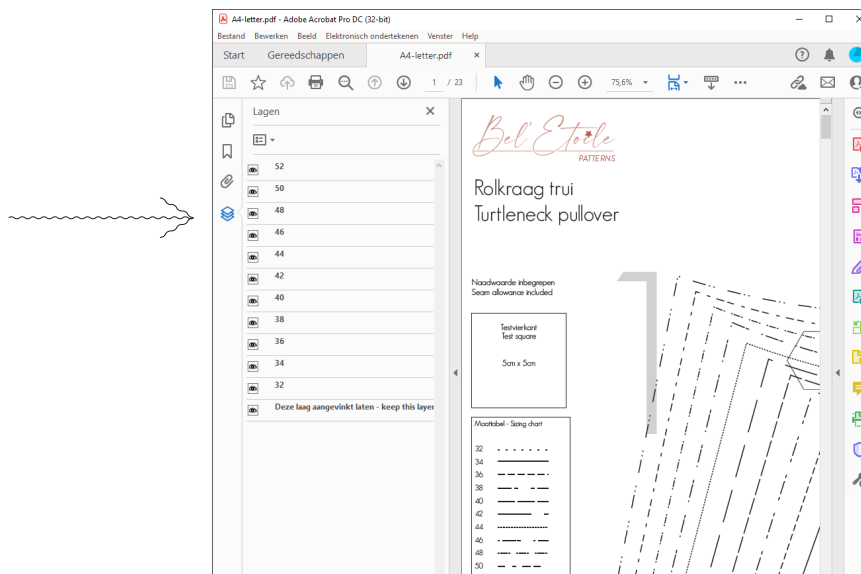 A4-letter.pdf - Adobe Acrobat Pro DC (32-bit)
Bestand Bewerken Beeld Elektronisch ondertekenen Venster Help
Start Gereedschappen A4-letter.pdf ×
1 / 23 75,6%
Lagen
52
50
48
46
44
42
40
38
36
34
32
Deze laag aangevinkt laten - keep this layer
Bel' Etoile
PATTERNS
Rolkraag trui
Turtleneck pullover
Naadwaarde inbegrepen
Seam allowance included
Testvierkant
Test square
5cm x 5cm
Maattabel - Sizing chart
32
34
36
38
40
42
44
46
48
50